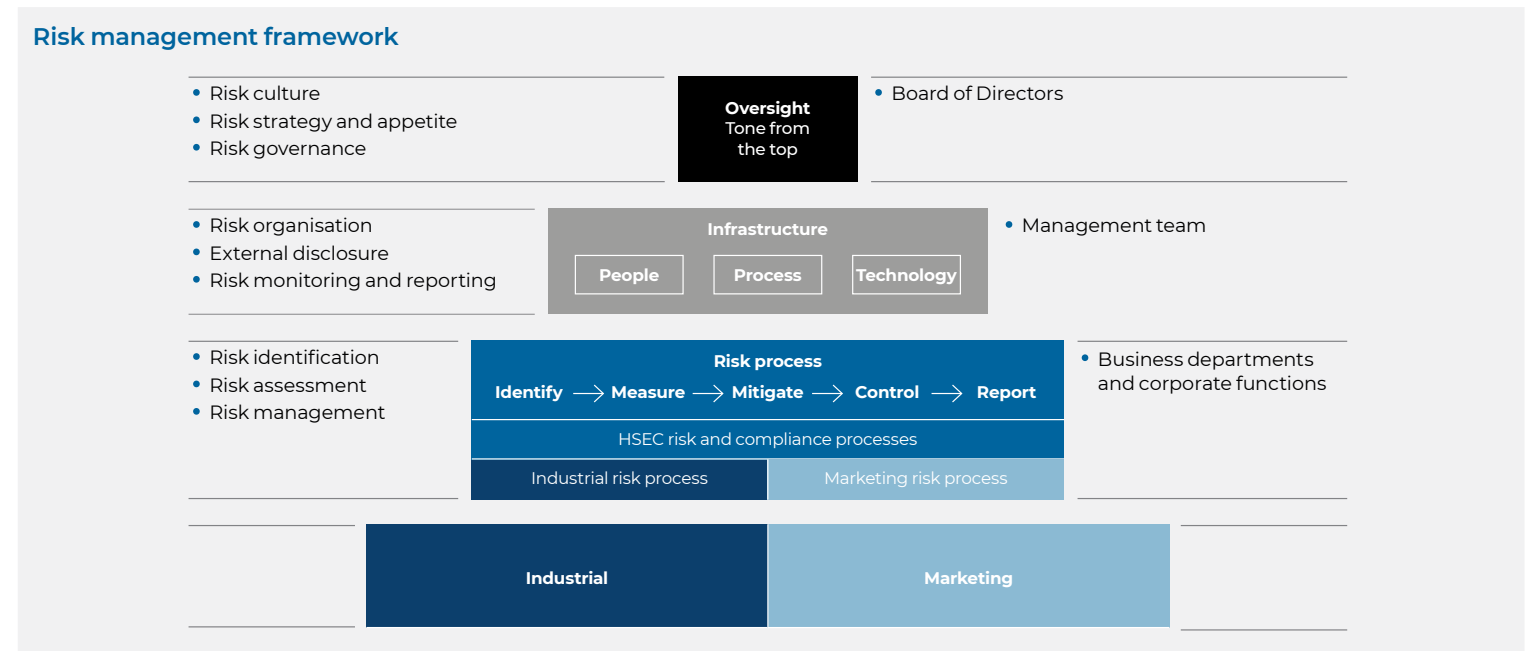 Risk management framework
• Risk culture
• Risk strategy and appetite
• Risk governance
Oversight
Tone from
the top
• Board of Directors
• Risk organisation
• External disclosure
• Risk monitoring and reporting
Infrastructure
People Process Technology
• Management team
• Risk identification
• Risk assessment
• Risk management
Risk process
Identify → Measure → Mitigate → Control → Report
HSEC risk and compliance processes
Industrial risk process Marketing risk process
• Business departments
and corporate functions
Industrial Marketing